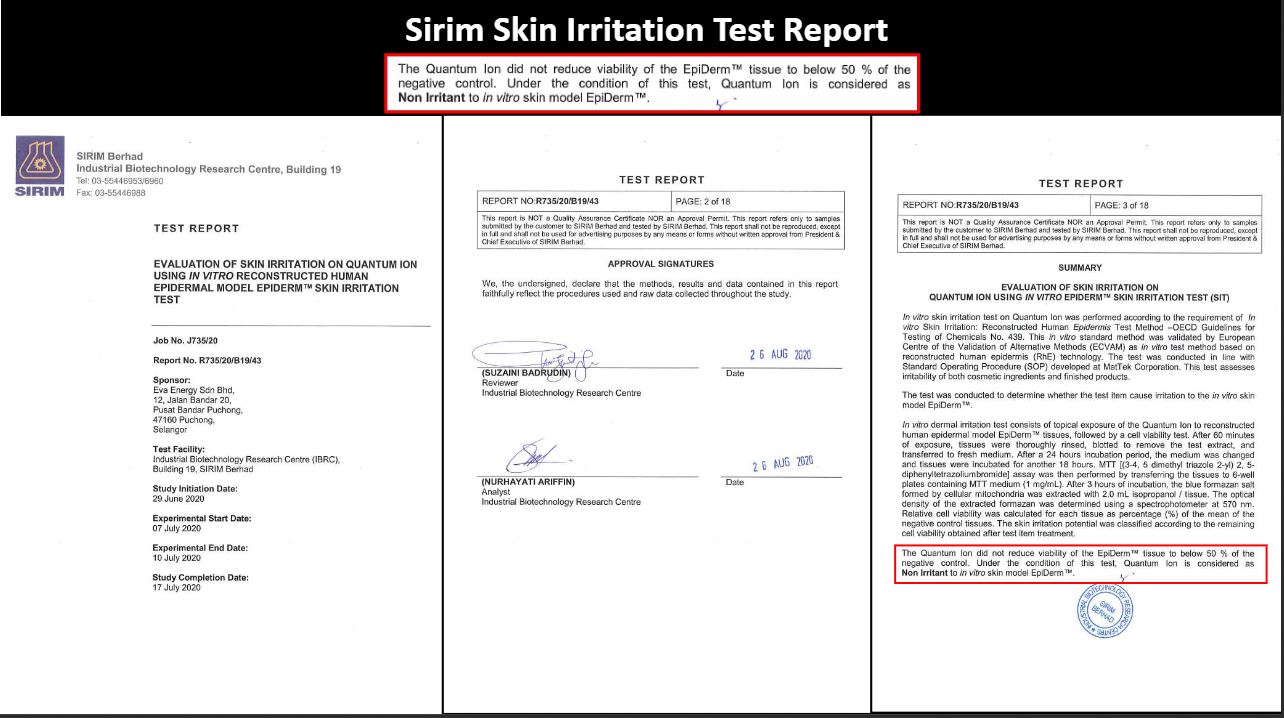 Sirim Skin Irritation Test Report
The Quantum Ion did not reduce viability of the EpiDerm™ tissue to below 50 % of the
negative control. Under the condition of this test, Quantum Ion is considered as
Non Irritant to in vitro skin model EpiDerm™.
SIRIM
SIRIM Berhad
Industrial Biotechnology Research Centre, Building 19
Tel: 03-55446953/6960
Fax: 03-55446988
TEST REPORT
EVALUATION OF SKIN IRRITATION ON QUANTUM ION
USING IN VITRO RECONSTRUCTED HUMAN
EPIDERMAL MODEL EPIDERM™ SKIN IRRITATION
TEST
Job No. J735/20
Report No. R735/20/B19/43
Sponsor:
Eva Energy Sdn Bhd,
12, Jalan Bandar 20,
Pusat Bandar Puchong,
47160 Puchong,
Selangor
Test Facility:
Industrial Biotechnology Research Centre (IBRC),
Building 19, SIRIM Berhad
Study Initiation Date:
29 June 2020
Experimental Start Date:
07 July 2020
Experimental End Date:
10 July 2020
Study Completion Date:
17 July 2020
TEST REPORT
REPORT NO:R735/20/B19/43 PAGE: 2 of 18
This report is NOT a Quality Assurance Certificate NOR an Approval Permit. This report refers only to samples
submitted by the customer to SIRIM Berhad and tested by SIRIM Berhad. This report shall not be reproduced, except
in full and shall not be used for advertising purposes by any means or forms without written approval from President &
Chief Executive of SIRIM Berhad.
APPROVAL SIGNATURES
We, the undersigned, declare that the methods, results and data contained in this report
faithfully reflect the procedures used and raw data collected throughout the study.
26 AUG 2020
(SUZAINI BADRUDIN) Date
Reviewer
Industrial Biotechnology Research Centre
26 AUG 2020
(NURHAYATI ARIFFIN) Date
Analyst
Industrial Biotechnology Research Centre
TEST REPORT
REPORT NO:R735/20/B19/43 PAGE: 3 of 18
This report is NOT a Quality Assurance Certificate NOR an Approval Permit. This report refers only to samples
submitted by the customer to SIRIM Berhad and tested by SIRIM Berhad. This report shall not be reproduced, except
in full and shall not be used for advertising purposes by any means or forms without written approval from President &
Chief Executive of SIRIM Berhad.
SUMMARY
EVALUATION OF SKIN IRRITATION ON
QUANTUM ION USING IN VITRO EPIDERM™ SKIN IRRITATION TEST (SIT)
In vitro skin irritation test on Quantum Ion was performed according to the requirement of In
vitro Skin Irritation: Reconstructed Human Epidermis Test Method –OECD Guidelines for
Testing of Chemicals No. 439. This in vitro standard method was validated by European
Centre of the Validation of Alternative Methods (ECVAM) as in vitro test method based on
reconstructed human epidermis (RhE) technology. The test was conducted in line with
Standard Operating Procedure (SOP) developed at MatTek Corporation. This test assesses
irritability of both cosmetic ingredients and finished products.
The test was conducted to determine whether the test item cause irritation to the in vitro skin
model EpiDerm™.
In vitro dermal irritation test consists of topical exposure of the Quantum Ion to reconstructed
human epidermal model EpiDerm™ tissues, followed by a cell viability test. After 60 minutes
of exposure, tissues were thoroughly rinsed, blotted to remove the test extract, and
transferred to fresh medium. After a 24 hours incubation period, the medium was changed
and tissues were incubated for another 18 hours. MTT [(3-4, 5 dimethyl triazole 2-yl) 2, 5-
diphenyltetrazoliumbromide] assay was then performed by transferring the tissues to 6-well
plates containing MTT medium (1 mg/mL). After 3 hours of incubation, the blue formazan salt
formed by cellular mitochondria was extracted with 2.0 mL isopropanol / tissue. The optical
density of the extracted formazan was determined using a spectrophotometer at 570 nm.
Relative cell viability was calculated for each tissue as percentage (%) of the mean of the
negative control tissues. The skin irritation potential was classified according to the remaining
cell viability obtained after test item treatment.
The Quantum Ion did not reduce viability of the EpiDerm™ tissue to below 50 % of the
negative control. Under the condition of this test, Quantum Ion is considered as
Non Irritant to in vitro skin model EpiDerm™.
INDUSTRIAL BIOTECHNOLOGY RESEARCH CENTRE
SIRIM
BERHAD